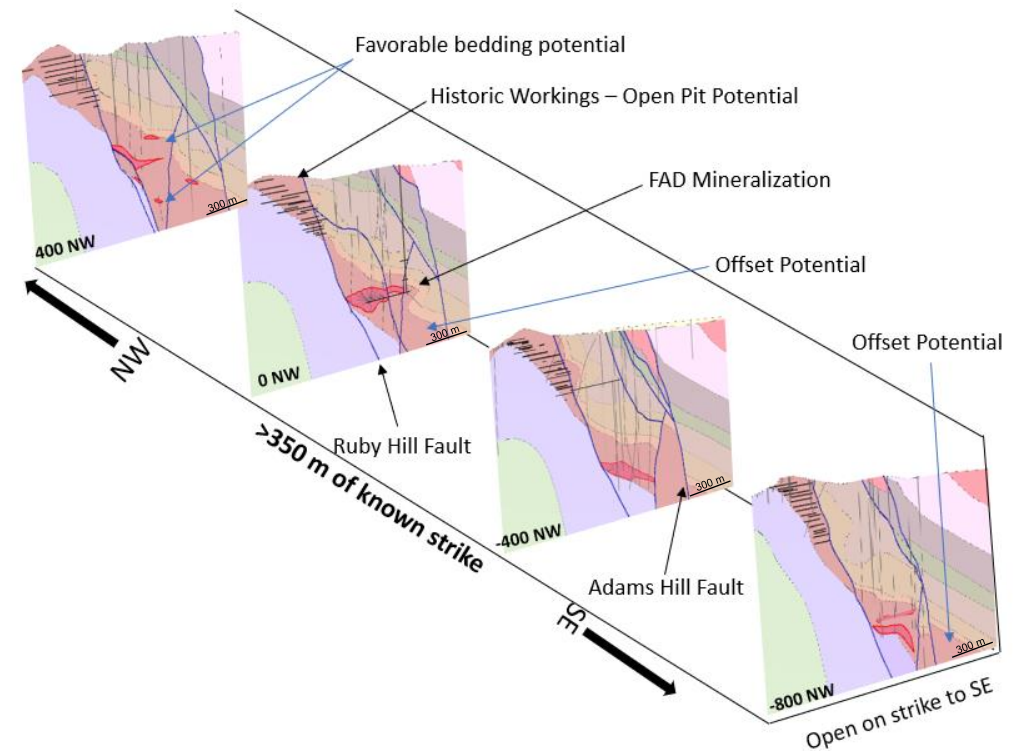 Favorable bedding potential
Historic Workings – Open Pit Potential
FAD Mineralization
Offset Potential
Offset Potential
300 m
400 NW
300 m
0 NW
NW
Ruby Hill Fault
>350 m of known strike
300 m
-400 NW
Adams Hill Fault
SE
300 m
-800 NW
Open on strike to SE